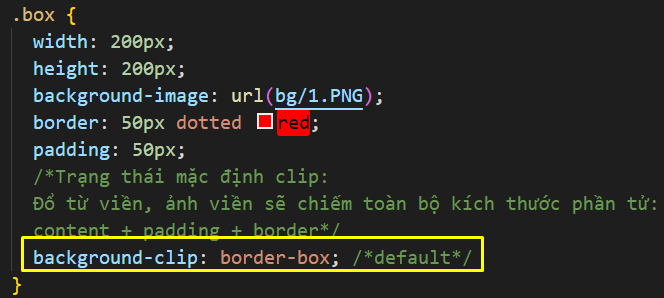 .box {
width: 200px;
height: 200px;
background-image: url(bg/1.PNG);
border: 50px dotted red;
padding: 50px;
/*Trạng thái mặc định clip:
Đổ từ viền, ảnh viền sẽ chiếm toàn bộ kích thước phần tử:
content + padding + border*/
background-clip: border-box; /*default*/
}